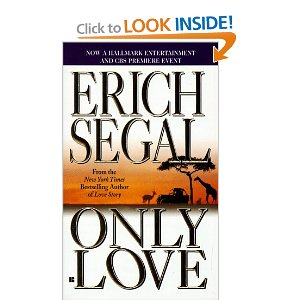 Click to LOOK INSIDE!
NOW A HALLMARK ENTERTAINMENT
AND CBS PREMIERE EVENT
ERICH
SEGAL
From the
New York Times
Bestselling Author
of Love Story
ONLY
LOVE